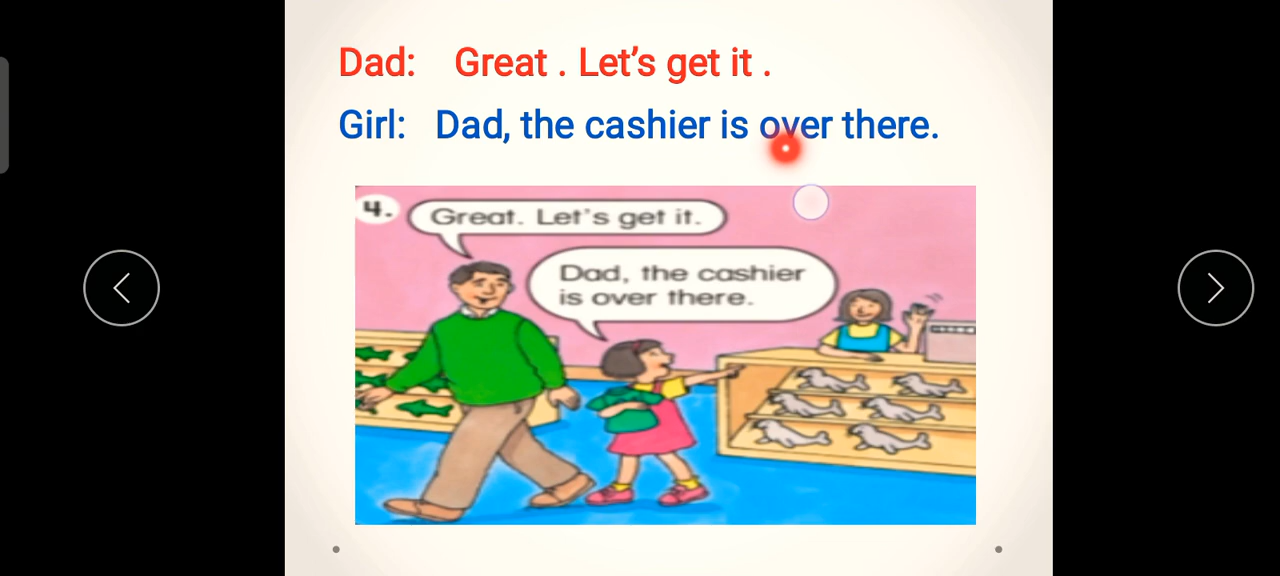 Dad: Great . Let's get it .
Girl: Dad, the cashier is over there.
4.
Great. Let's get it.
Dad, the cashier
is over there.